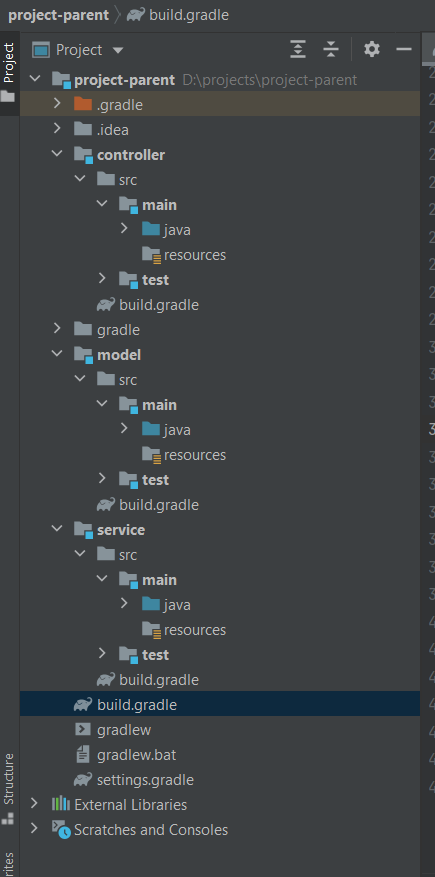 project-parent › build.gradle
Project
Project
project-parent D:\projects\project-parent
.gradle
.idea
controller
src
main
java
resources
test
build.gradle
gradle
model
src
main
java
resources
test
build.gradle
service
src
main
java
resources
test
build.gradle
build.gradle
gradlew
gradlew.bat
settings.gradle
External Libraries
Scratches and Consoles
Structure